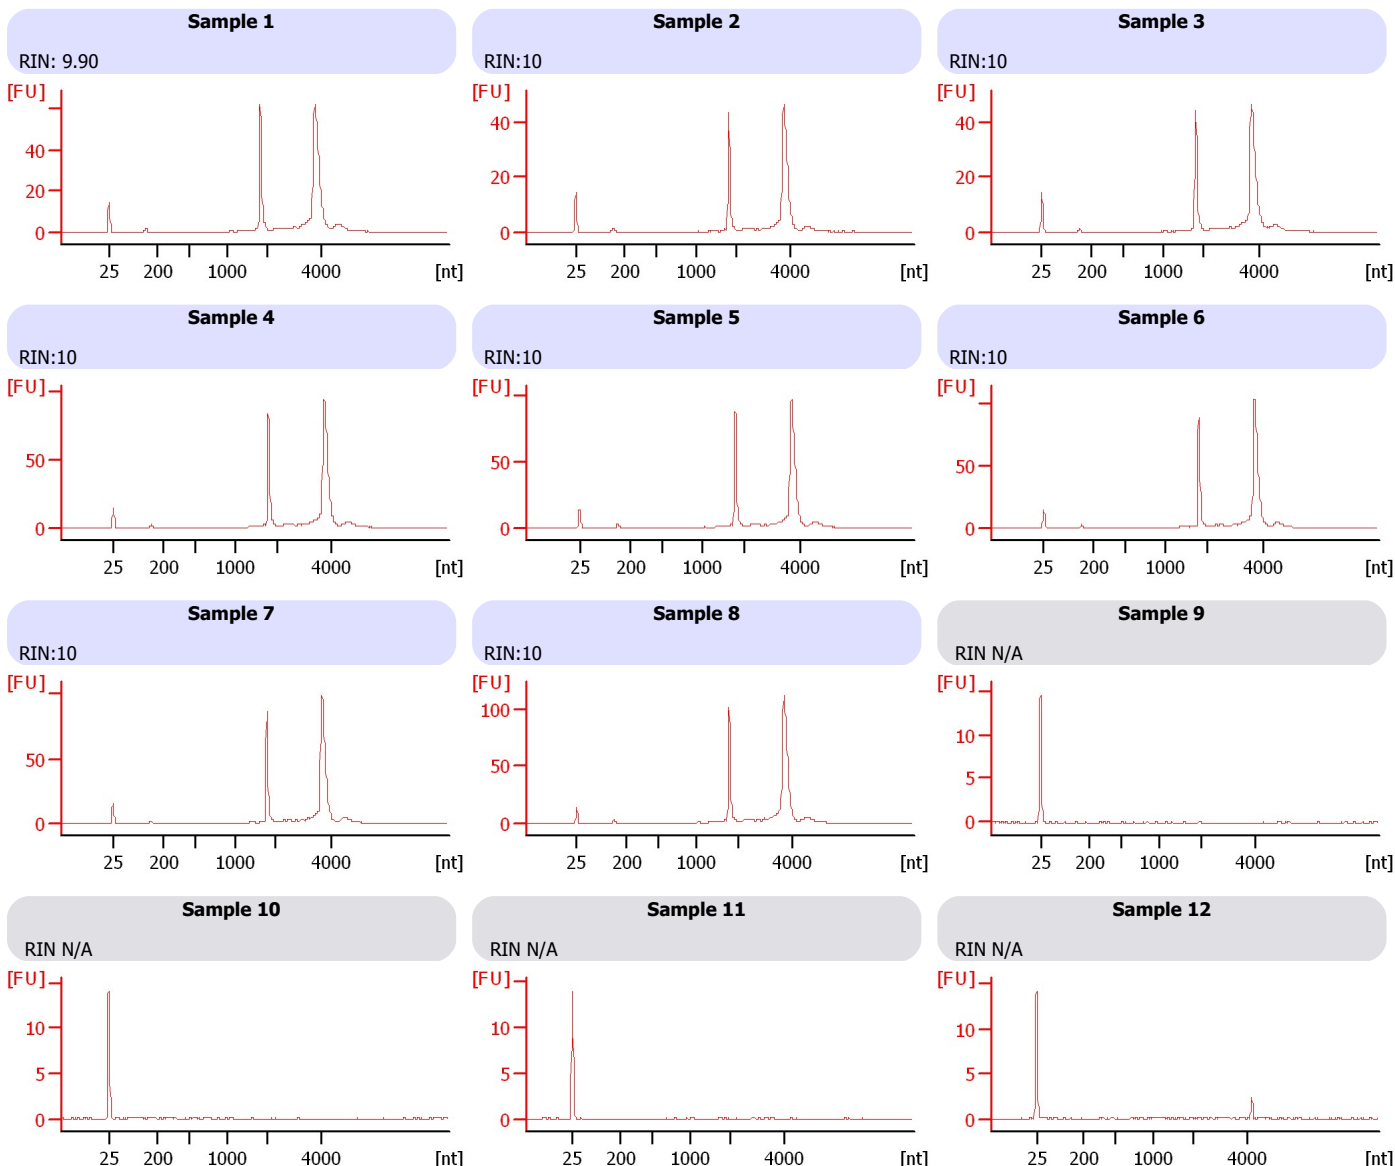 Sample 1
RIN: 9.90
[FU]
40
20
0
25 200 1000 4000 [nt]
Sample 2
RIN:10
[FU]
40
20
0
25 200 1000 4000 [nt]
Sample 3
RIN:10
[FU]
40
20
0
25 200 1000 4000 [nt]
Sample 4
RIN:10
[FU]
50
0
25 200 1000 4000 [nt]
Sample 5
RIN:10
[FU]
50
0
25 200 1000 4000 [nt]
Sample 6
RIN:10
[FU]
50
0
25 200 1000 4000 [nt]
Sample 7
RIN:10
[FU]
50
0
25 200 1000 4000 [nt]
Sample 8
RIN:10
[FU]
100
50
0
25 200 1000 4000 [nt]
Sample 9
RIN N/A
[FU]
10
5
0
25 200 1000 4000 [nt]
Sample 10
RIN N/A
[FU]
10
5
0
25 200 1000 4000 [nt]
Sample 11
RIN N/A
[FU]
10
5
0
25 200 1000 4000 [nt]
Sample 12
RIN N/A
[FU]
10
5
0
25 200 1000 4000 [nt]